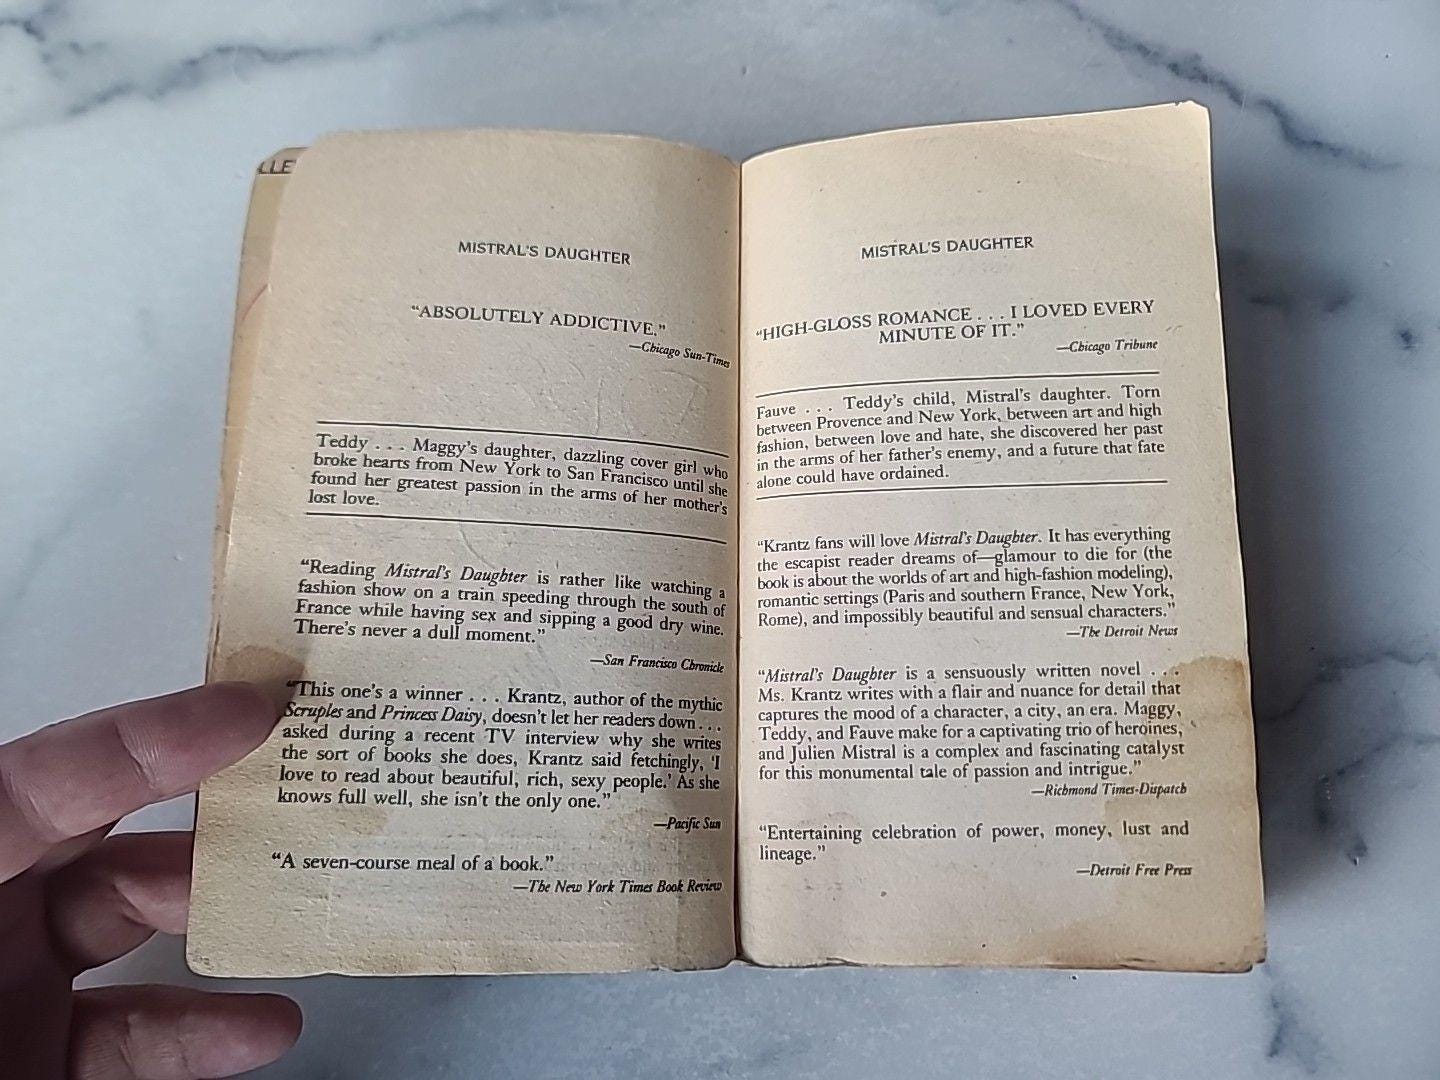 MISTRAL'S DAUGHTER
"ABSOLUTELY ADDICTIVE."
—Chicago Sun-Times
Teddy . . . Maggy's daughter, dazzling cover girl who
broke hearts from New York to San Francisco until she
found her greatest passion in the arms of her mother's
lost love.
"Reading Mistral's Daughter is rather like watching a
fashion show on a train speeding through the south of
France while having sex and sipping a good dry wine.
There's never a dull moment."
—San Francisco Chronicle
"This one's a winner . . . Krantz, author of the mythic
Scruples and Princess Daisy, doesn't let her readers down . . .
asked during a recent TV interview why she writes
the sort of books she does, Krantz said fetchingly, 'I
love to read about beautiful, rich, sexy people.' As she
knows full well, she isn't the only one."
—Pacific Sun
"A seven-course meal of a book."
—The New York Times Book Review
MISTRAL'S DAUGHTER
"HIGH-GLOSS ROMANCE . . . I LOVED EVERY
MINUTE OF IT."
—Chicago Tribune
Fauve . . . Teddy's child, Mistral's daughter. Torn
between Provence and New York, between art and high
fashion, between love and hate, she discovered her past
in the arms of her father's enemy, and a future that fate
alone could have ordained.
"Krantz fans will love Mistral's Daughter. It has everything
the escapist reader dreams of—glamour to die for (the
book is about the worlds of art and high-fashion modeling),
romantic settings (Paris and southern France, New York,
Rome), and impossibly beautiful and sensual characters."
—The Detroit News
"Mistral's Daughter is a sensuously written novel . . .
Ms. Krantz writes with a flair and nuance for detail that
captures the mood of a character, a city, an era. Maggy,
Teddy, and Fauve make for a captivating trio of heroines,
and Julien Mistral is a complex and fascinating catalyst
for this monumental tale of passion and intrigue."
—Richmond Times-Dispatch
"Entertaining celebration of power, money, lust and
lineage."
—Detroit Free Press